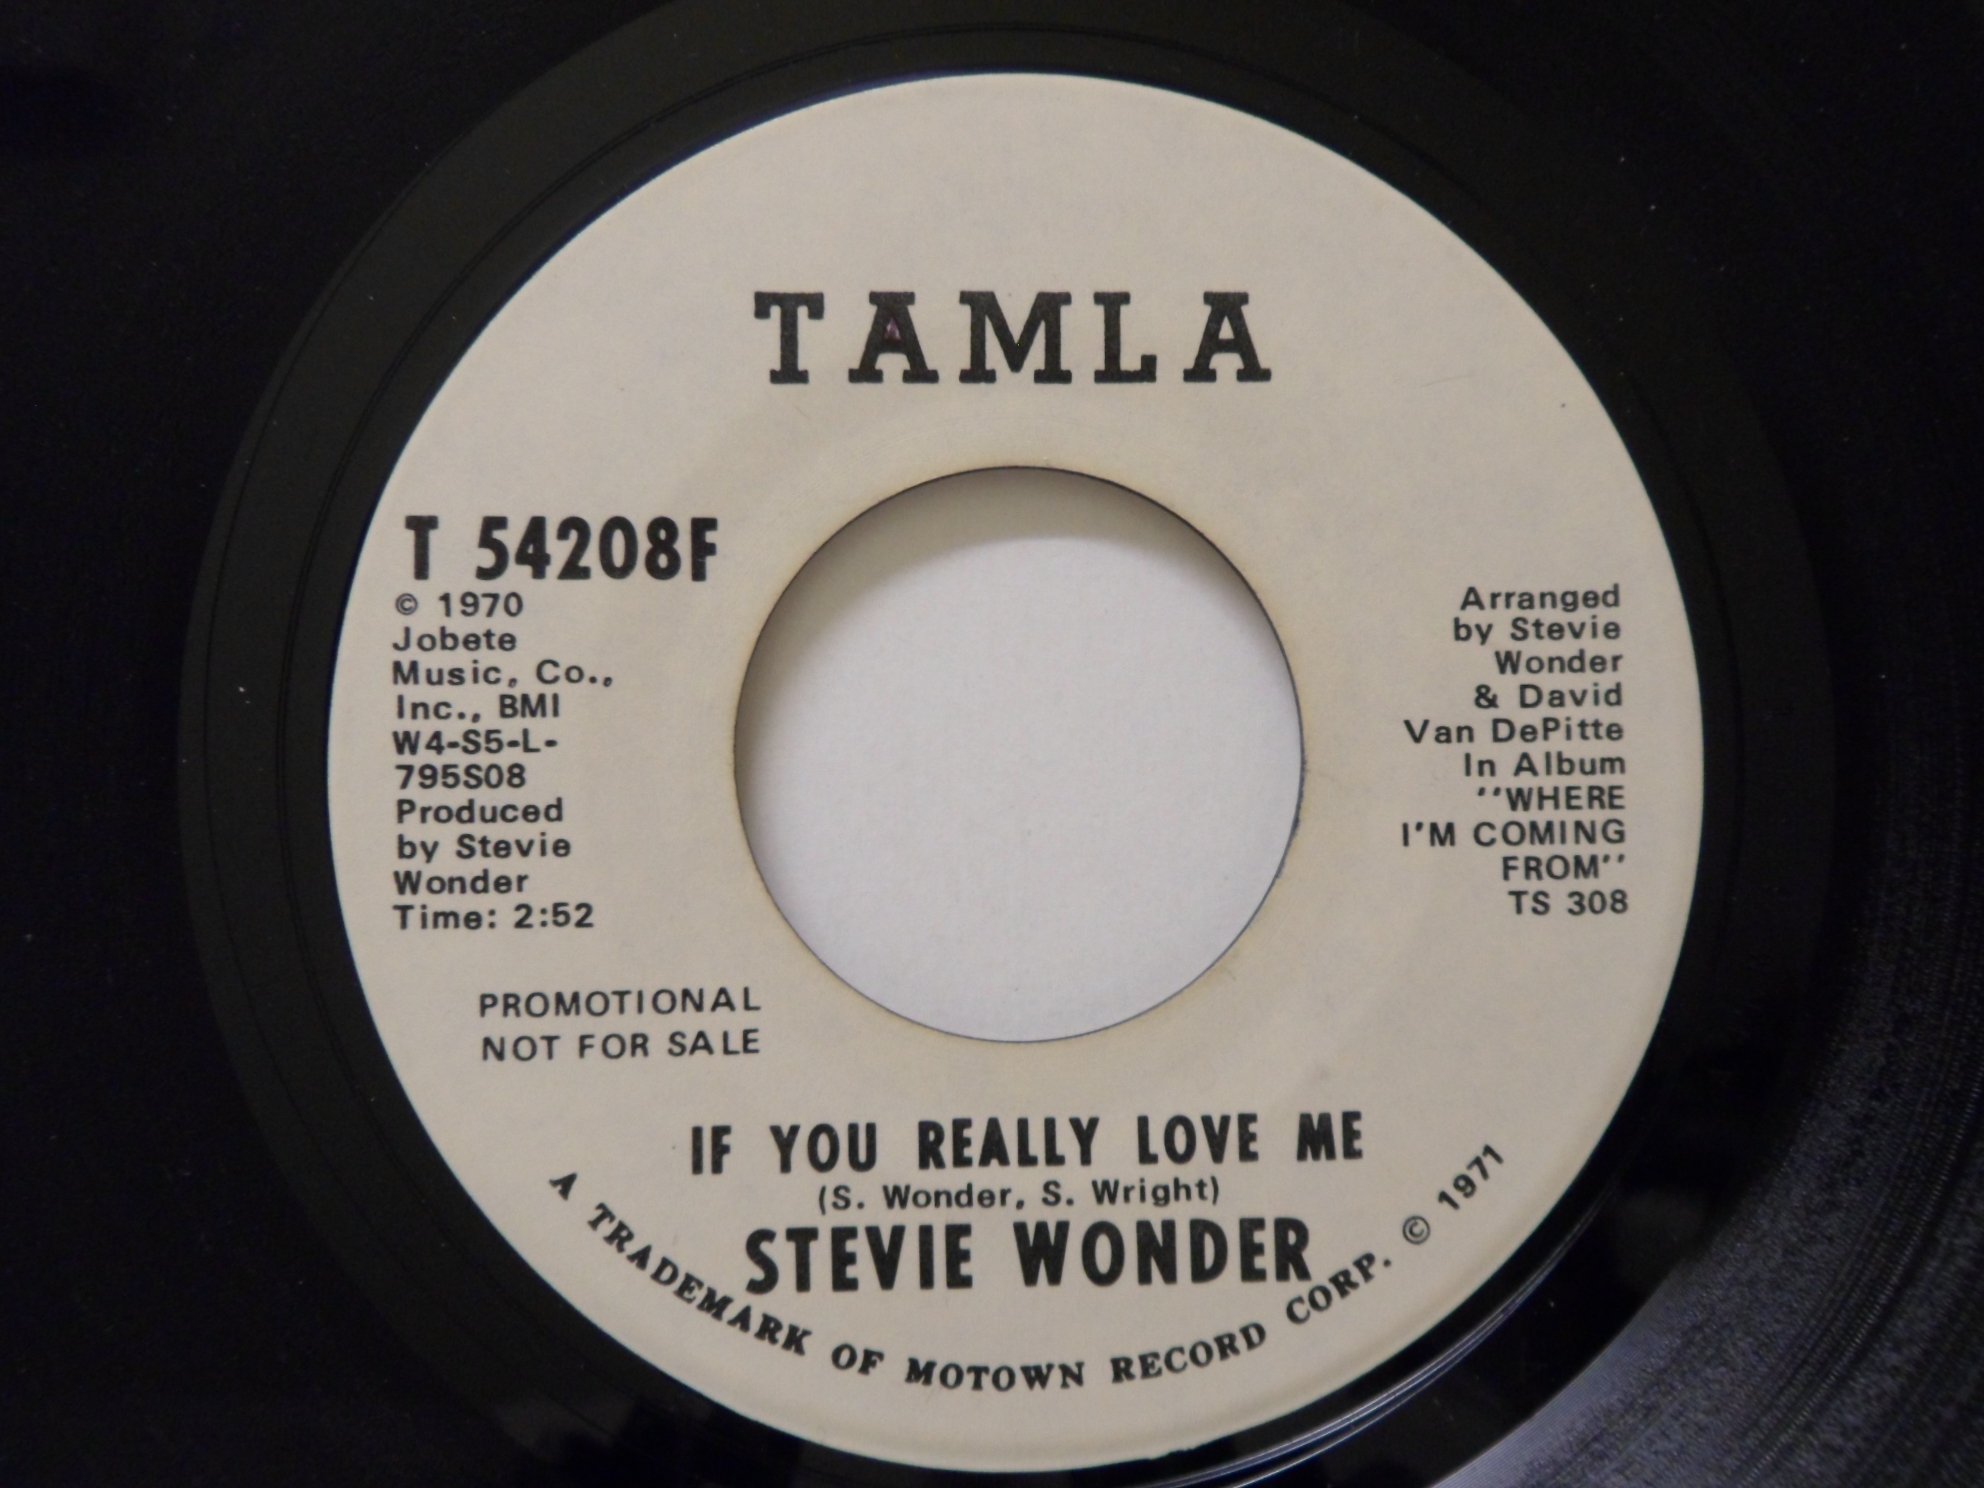 TAMLA
T 54208F
© 1970
Jobete
Music, Co.,
Inc., BMI
W4-S5-L-
795S08
Produced
by Stevie
Wonder
Time: 2:52
Arranged
by Stevie
Wonder
& David
Van DePitte
In Album
"WHERE
I'M COMING
FROM"
TS 308
PROMOTIONAL
NOT FOR SALE
IF YOU REALLY LOVE ME
(S. Wonder, S. Wright)
STEVIE WONDER
A TRADEMARK OF MOTOWN RECORD CORP. © 1971